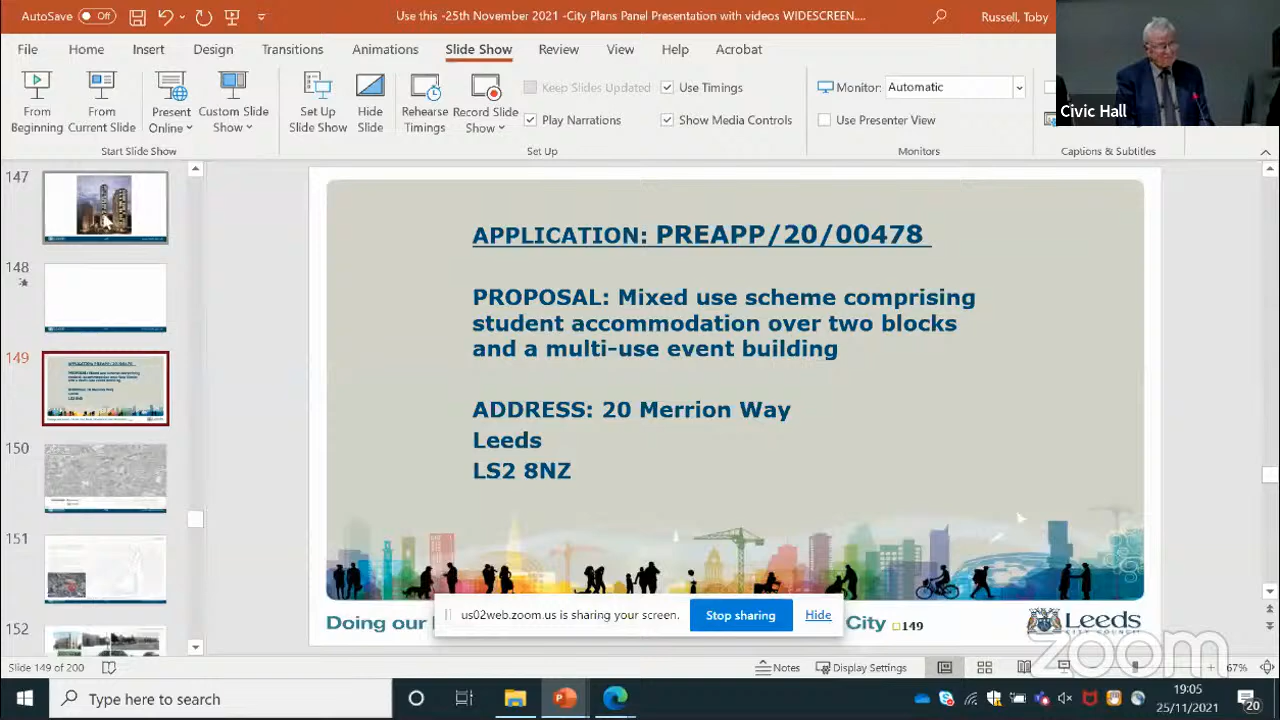 AutoSave Off
Use this -25th November 2021 -City Plans Panel Presentation with videos WIDESCREEN....
Russell, Toby
File Home Insert Design Transitions Animations Slide Show Review View Help Acrobat
From Beginning
From Current Slide
Present Online
Custom Slide Show
Set Up Slide Show
Hide Slide
Rehearse Timings
Record Slide Show
Keep Slides Updated
Play Narrations
Use Timings
Show Media Controls
Monitor: Automatic
Use Presenter View
Start Slide Show
Set Up
Monitors
Captions & Subtitles
Civic Hall
147
148
149
150
151
152
APPLICATION: PREAPP/20/00478
PROPOSAL: Mixed use scheme comprising
student accommodation over two blocks
and a multi-use event building
ADDRESS: 20 Merrion Way
Leeds
LS2 8NZ
us02web.zoom.us is sharing your screen.
Stop sharing
Hide
Doing our
City
149
Leeds
CITY COUNCIL
zoom
Slide 149 of 200
Notes
Display Settings
67%
Type here to search
19:05
25/11/2021
20